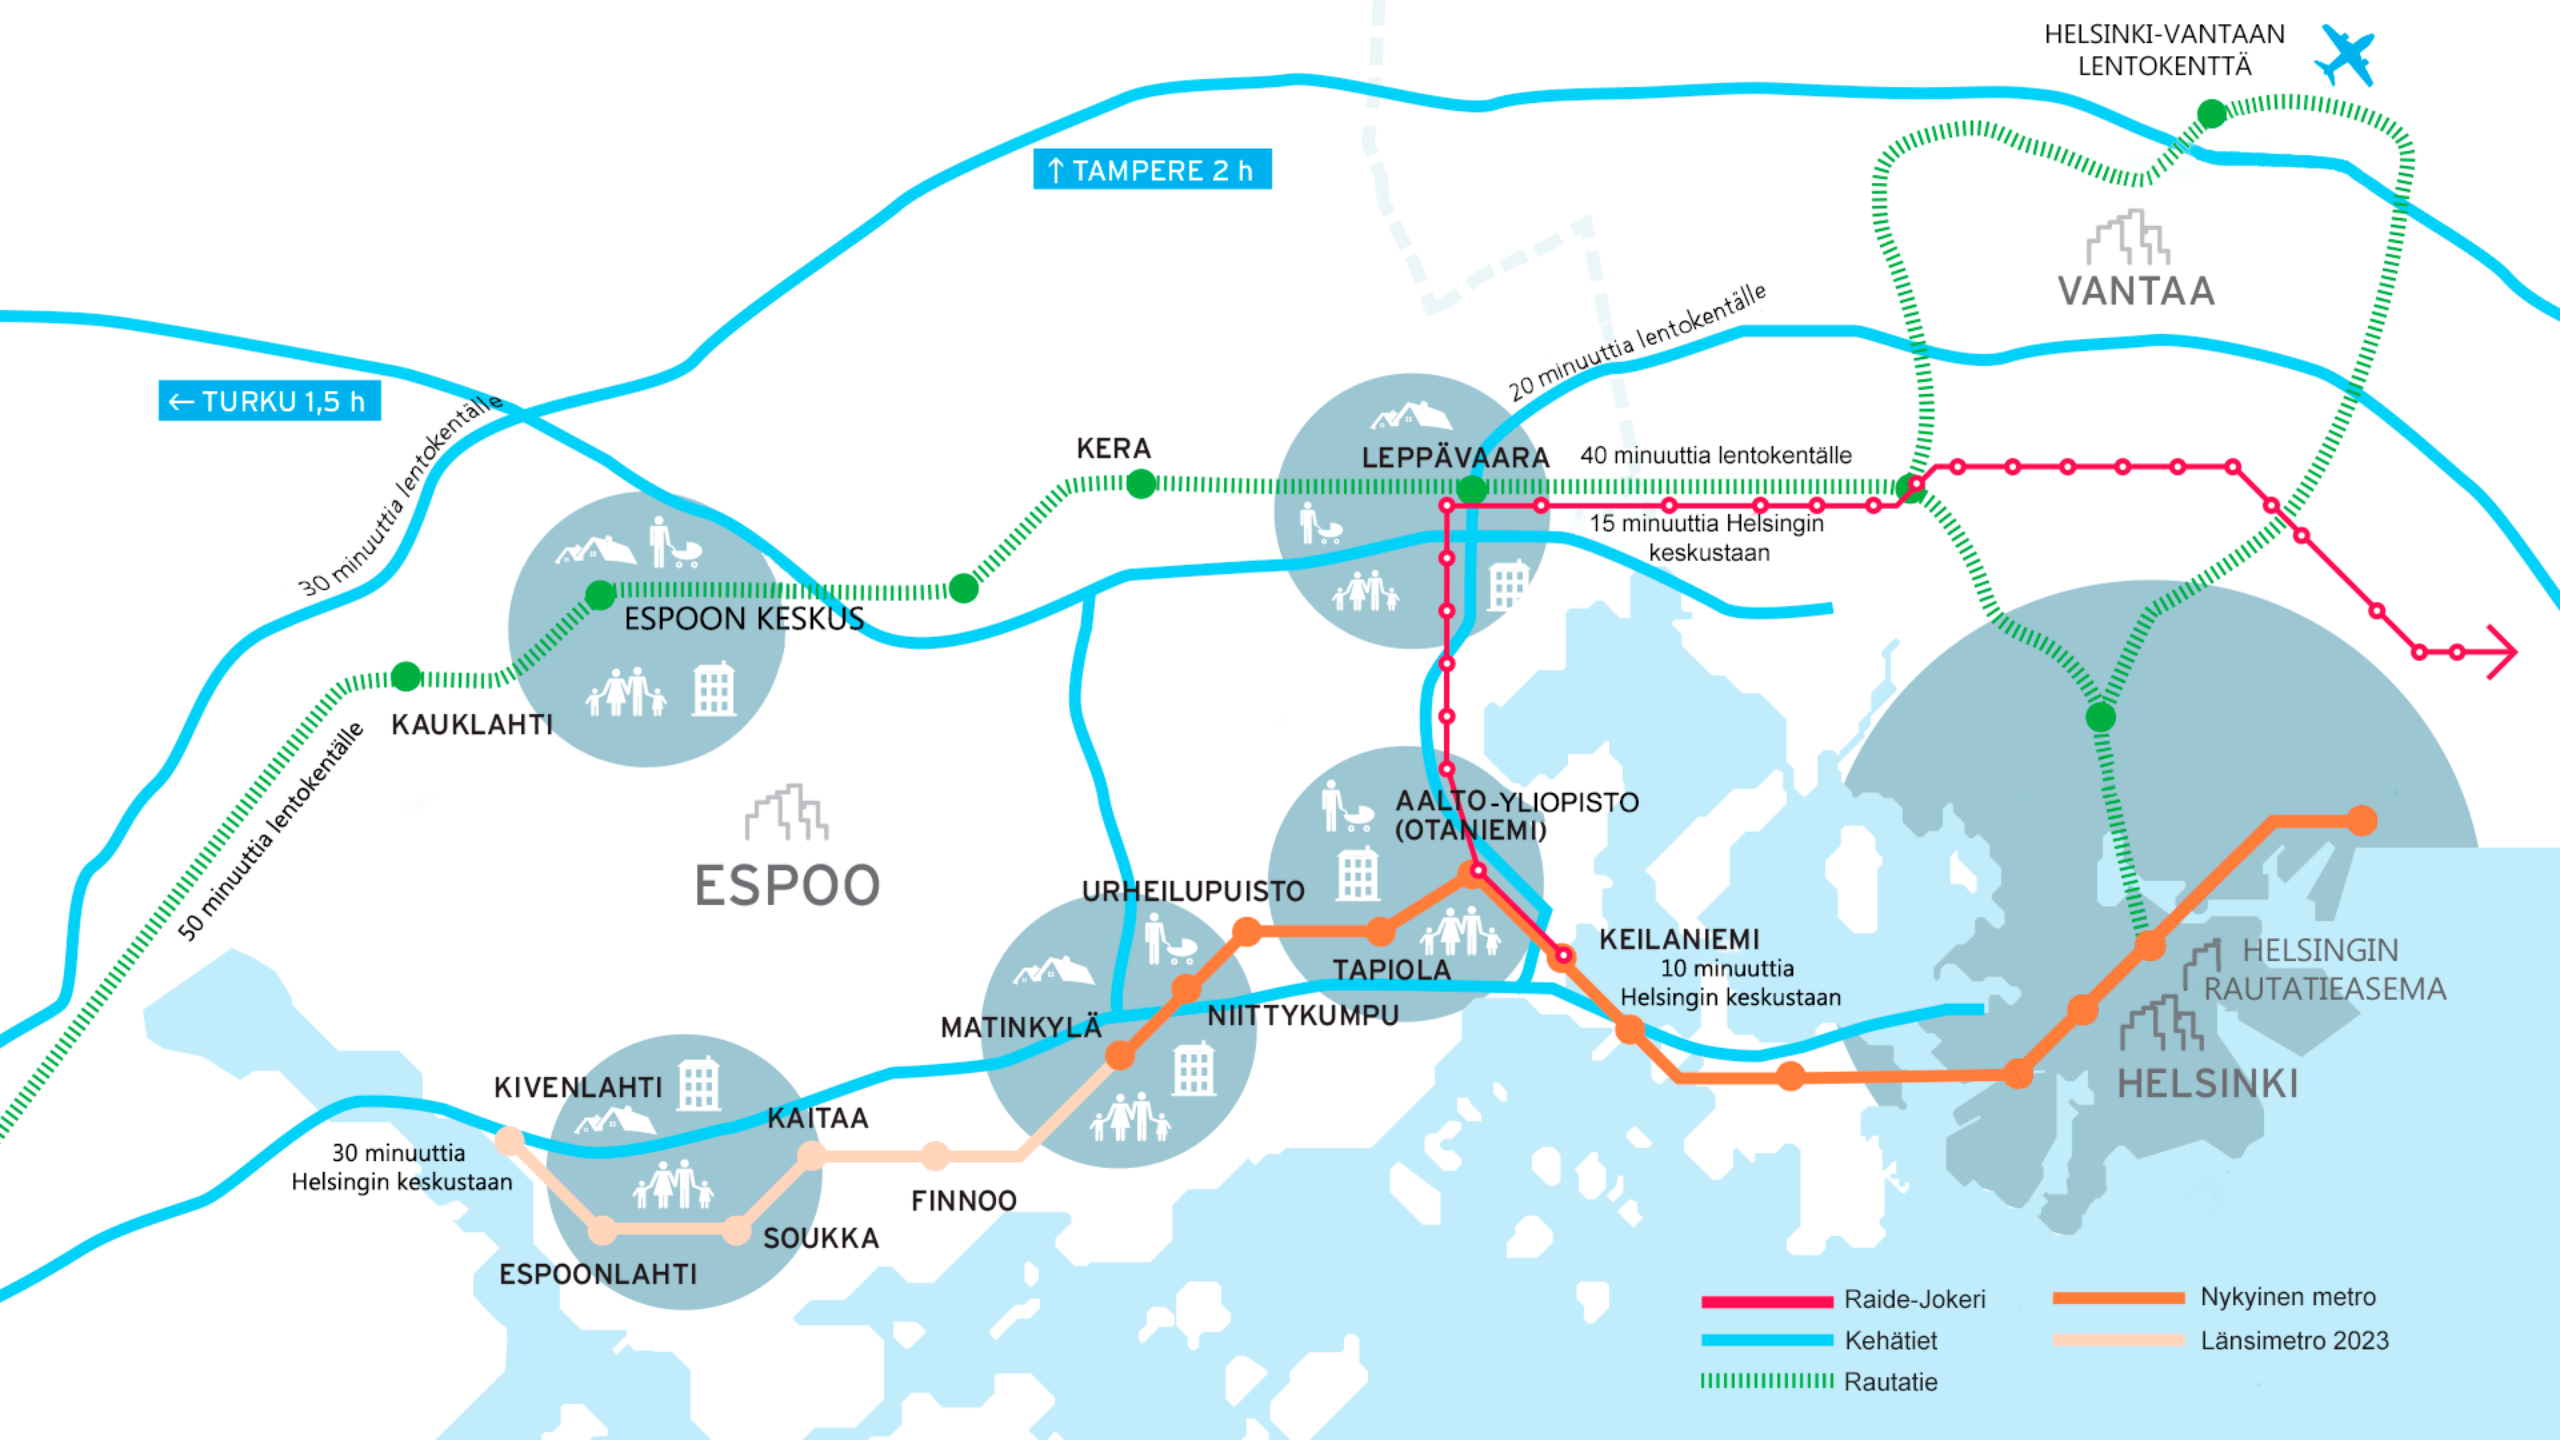 HELSINKI-VANTAAN
LENTOKENTTÄ
↑ TAMPERE 2 h
VANTAA
20 minuuttia lentokentälle
← TURKU 1,5 h
30 minuuttia lentokentälle
KERA
LEPPÄVAARA
40 minuuttia lentokentälle
15 minuuttia Helsingin
keskustaan
ESPOON KESKUS
KAUKLAHTI
50 minuuttia lentokentälle
ESPOO
AALTO-YLIOPISTO
(OTANIEMI)
URHEILUPUISTO
KEILANIEMI
10 minuuttia
Helsingin keskustaan
TAPIOLA
HELSINGIN
RAUTATIEASEMA
NIITTYKUMPU
MATINKYLÄ
HELSINKI
KIVENLAHTI
KAITAA
30 minuuttia
Helsingin keskustaan
FINNOO
SOUKKA
ESPOONLAHTI
Raide-Jokeri
Kehätiet
Rautatie
Nykyinen metro
Länsimetro 2023